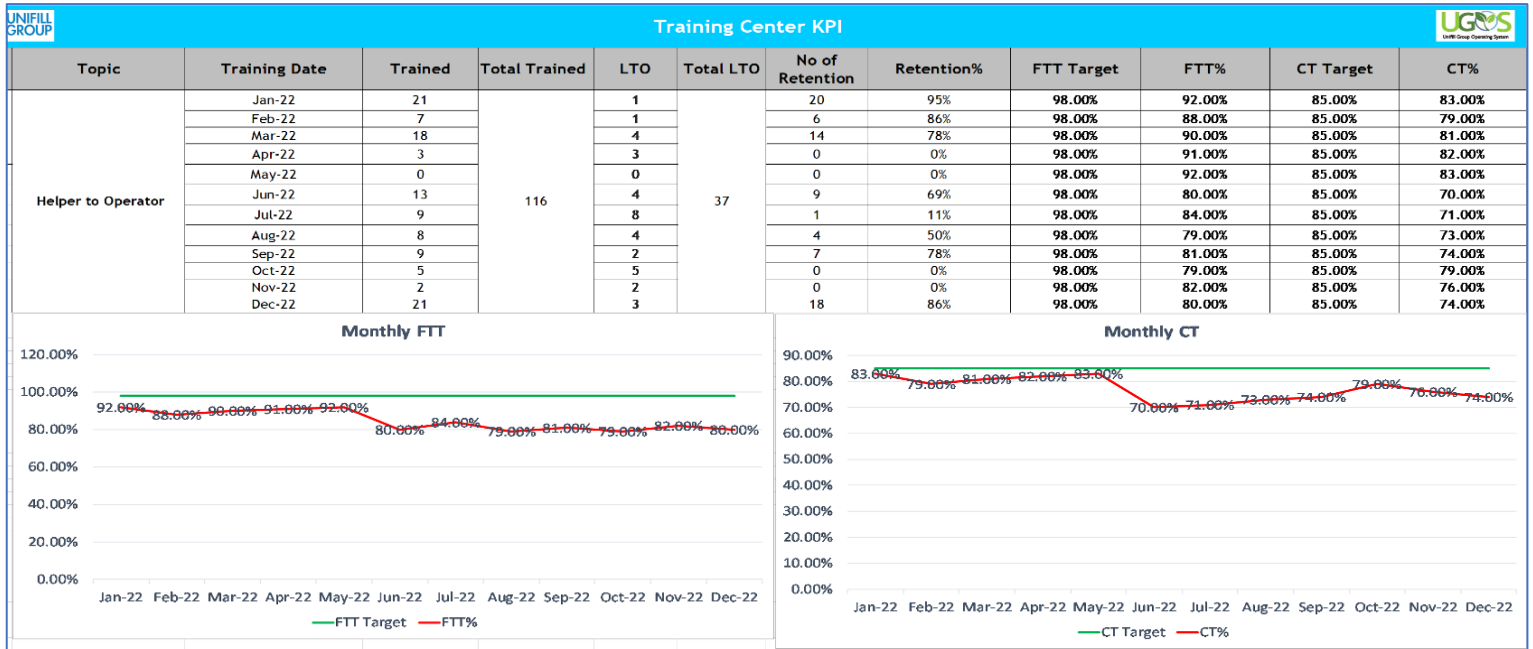 UNIFILL
GROUP
Training Center KPI
UGOS
Unifill Group Operating System
Topic Training Date Trained Total Trained LTO Total LTO No of Retention Retention% FTT Target FTT% CT Target CT%
Helper to Operator 116 37
Jan-22 21 1 20 95% 98.00% 92.00% 85.00% 83.00%
Feb-22 7 1 6 86% 98.00% 88.00% 85.00% 79.00%
Mar-22 18 4 14 78% 98.00% 90.00% 85.00% 81.00%
Apr-22 3 3 0 0% 98.00% 91.00% 85.00% 82.00%
May-22 0 0 0 0% 98.00% 92.00% 85.00% 83.00%
Jun-22 13 4 9 69% 98.00% 80.00% 85.00% 70.00%
Jul-22 9 8 1 11% 98.00% 84.00% 85.00% 71.00%
Aug-22 8 4 4 50% 98.00% 79.00% 85.00% 73.00%
Sep-22 9 2 7 78% 98.00% 81.00% 85.00% 74.00%
Oct-22 5 5 0 0% 98.00% 79.00% 85.00% 79.00%
Nov-22 2 2 0 0% 98.00% 82.00% 85.00% 76.00%
Dec-22 21 3 18 86% 98.00% 80.00% 85.00% 74.00%
Monthly FTT
120.00%
100.00%
80.00%
60.00%
40.00%
20.00%
0.00%
92.00% 88.00% 90.00% 91.00% 92.00% 80.00% 84.00% 79.00% 81.00% 79.00% 82.00% 80.00%
Jan-22 Feb-22 Mar-22 Apr-22 May-22 Jun-22 Jul-22 Aug-22 Sep-22 Oct-22 Nov-22 Dec-22
FTT Target FTT%
Monthly CT
90.00%
80.00%
70.00%
60.00%
50.00%
40.00%
30.00%
20.00%
10.00%
0.00%
83.00% 79.00% 81.00% 82.00% 83.00% 70.00% 71.00% 73.00% 74.00% 79.00% 76.00% 74.00%
Jan-22 Feb-22 Mar-22 Apr-22 May-22 Jun-22 Jul-22 Aug-22 Sep-22 Oct-22 Nov-22 Dec-22
CT Target CT%